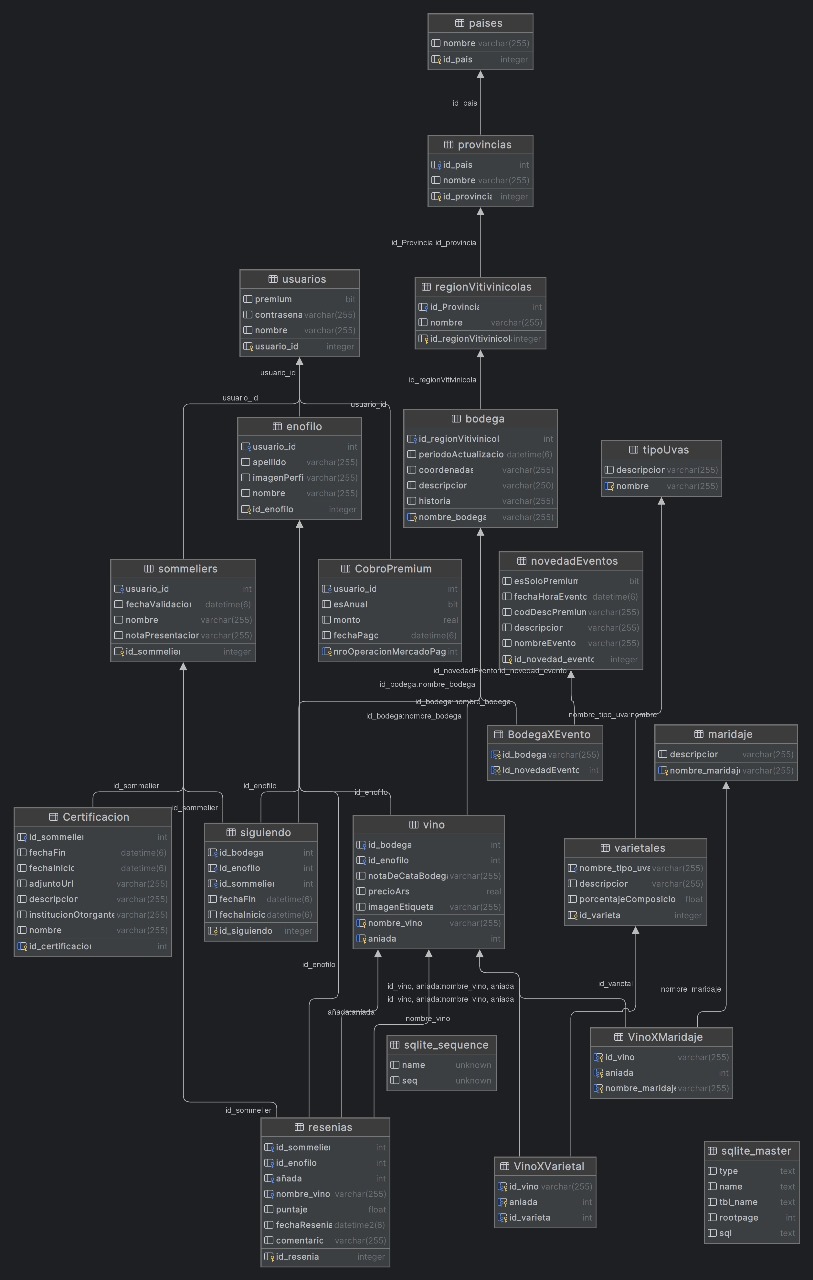 paises
nombre varchar(255)
id_pais integer
id_pais
provincias
id_pais int
nombre varchar(255)
id_provincia integer
id_Provincia id_provincia
regionVitivinicolas
id_Provincia int
nombre varchar(255)
id_regionVitivinicol integer
id_regionVitivinicola
usuarios
premium bit
contrasena varchar(255)
nombre varchar(255)
usuario_id integer
usuario_id
usuario_id
usuario_id
enofilo
usuario_id int
apellido varchar(255)
imagenPerfi varchar(255)
nombre varchar(255)
id_enofilo integer
bodega
id_regionVitivinicol int
periodoActualizacio datetime(6)
coordenadas varchar(255)
descripcior varchar(250)
historia varchar(255)
nombre_bodega varchar(255)
tipoUvas
descripcior varchar(255)
nombre varchar(255)
sommeliers
usuario_id int
fechaValidacior datetime(6)
nombre varchar(255)
notaPresentacior varchar(255)
id_sommelier integer
CobroPremium
usuario_id int
esAnual bit
monto real
fechaPago datetime(6)
nroOperacionMercadoPag int
novedadEventos
esSoloPremium bit
fechaHoraEvento datetime(6)
codDescPremium varchar(255)
descripcior varchar(255)
nombreEvento varchar(255)
id_novedad_evento integer
id_novedadEvento:id_novedad_evento
id_bodega:nombre_bodega
id_bodega:nombre_bodega
id_bodega:nombre_bodega
nombre_tipo_uva:nombre
BodegaXEvento
id_bodega varchar(255)
id_novedadEvento int
maridaje
descripcior varchar(255)
nombre_maridaje varchar(255)
id_sommelier
id_sommelier
id_enofilo
id_enofilo
Certificacion
id_sommelier int
fechaFin datetime(6)
fechaInicio datetime(6)
adjuntoUrl varchar(255)
descripcior varchar(255)
institucionOtorgante varchar(255)
nombre varchar(255)
id_certificacior int
siguiendo
id_bodega int
id_enofilo int
id_sommelier int
fechaFin datetime(6)
fechaInicio datetime(6)
id_siguiendo integer
vino
id_bodega int
id_enofilo int
notaDeCataBodega varchar(255)
precioArs real
imagenEtiqueta varchar(255)
nombre_vino varchar(255)
aniada int
varietales
nombre_tipo_uva varchar(255)
descripcior varchar(255)
porcentajeComposicio float
id_varieta integer
id_enofilo
id_vino, aniada:nombre_vino, aniada
id_vino, aniada:nombre_vino, aniada
añada:aniada
nombre_vino
id_varietal
nombre_maridaje
sqlite_sequence
name unknown
seq unknown
VinoXMaridaje
id_vino varchar(255)
aniada int
nombre_maridaje varchar(255)
id_sommelier
resenias
id_sommelier int
id_enofilo int
añada int
nombre_vino varchar(255)
puntaje float
fechaResenia datetime2(6)
comentaric varchar(255)
id_resenia integer
VinoXVarietal
id_vino varchar(255)
aniada int
id_varieta int
sqlite_master
type text
name text
tbl_name text
rootpage int
sql text